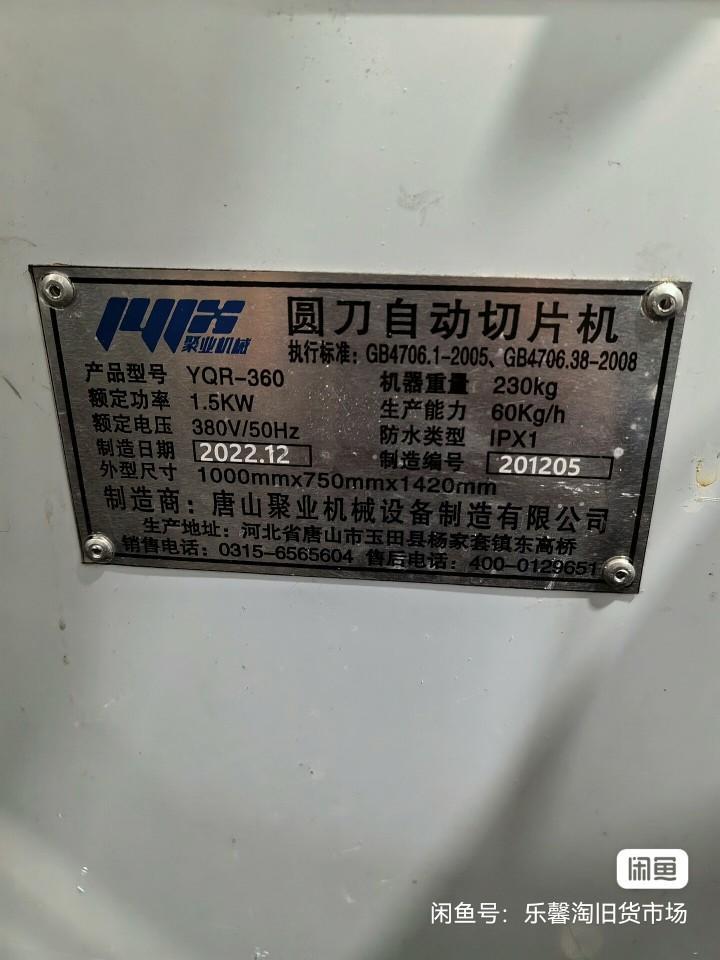 聚业机械
圆刀自动切片机
执行标准：GB4706.1-2005、GB4706.38-2008
产品型号 YQR-360 机器重量 230kg
额定功率 1.5KW 生产能力 60Kg/h
额定电压 380V/50Hz 防水类型 IPX1
制造日期 2022.12 制造编号 201205
外型尺寸 1000mmx750mmx1420mm
制造商：唐山聚业机械设备制造有限公司
生产地址：河北省唐山市玉田县杨家套镇东高桥
销售电话：0315-6565604 售后电话：400-0129651
闲鱼
闲鱼号：乐馨淘旧货市场